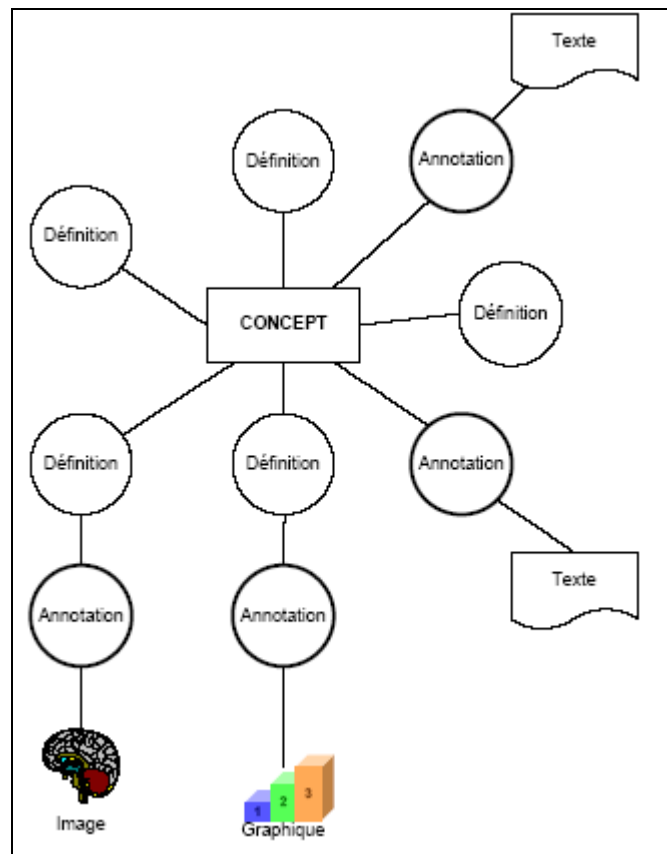 Texte
Définition
Annotation
Définition
CONCEPT
Définition
Définition
Définition
Annotation
Texte
Annotation
Annotation
1
2
3
Image
Graphique